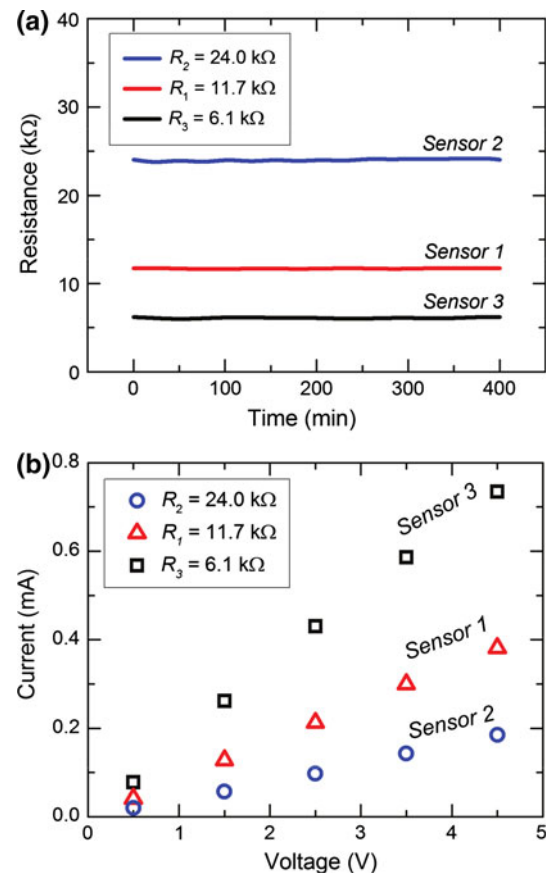 (a)
40
30
20
10
0
Resistance (kΩ)
R2 = 24.0 kΩ
R1 = 11.7 kΩ
R3 = 6.1 kΩ
Sensor 2
Sensor 1
Sensor 3
0 100 200 300 400
Time (min)
(b)
0.8
0.6
0.4
0.2
0.0
Current (mA)
R2 = 24.0 kΩ
R1 = 11.7 kΩ
R3 = 6.1 kΩ
Sensor 3
Sensor 1
Sensor 2
0 1 2 3 4 5
Voltage (V)